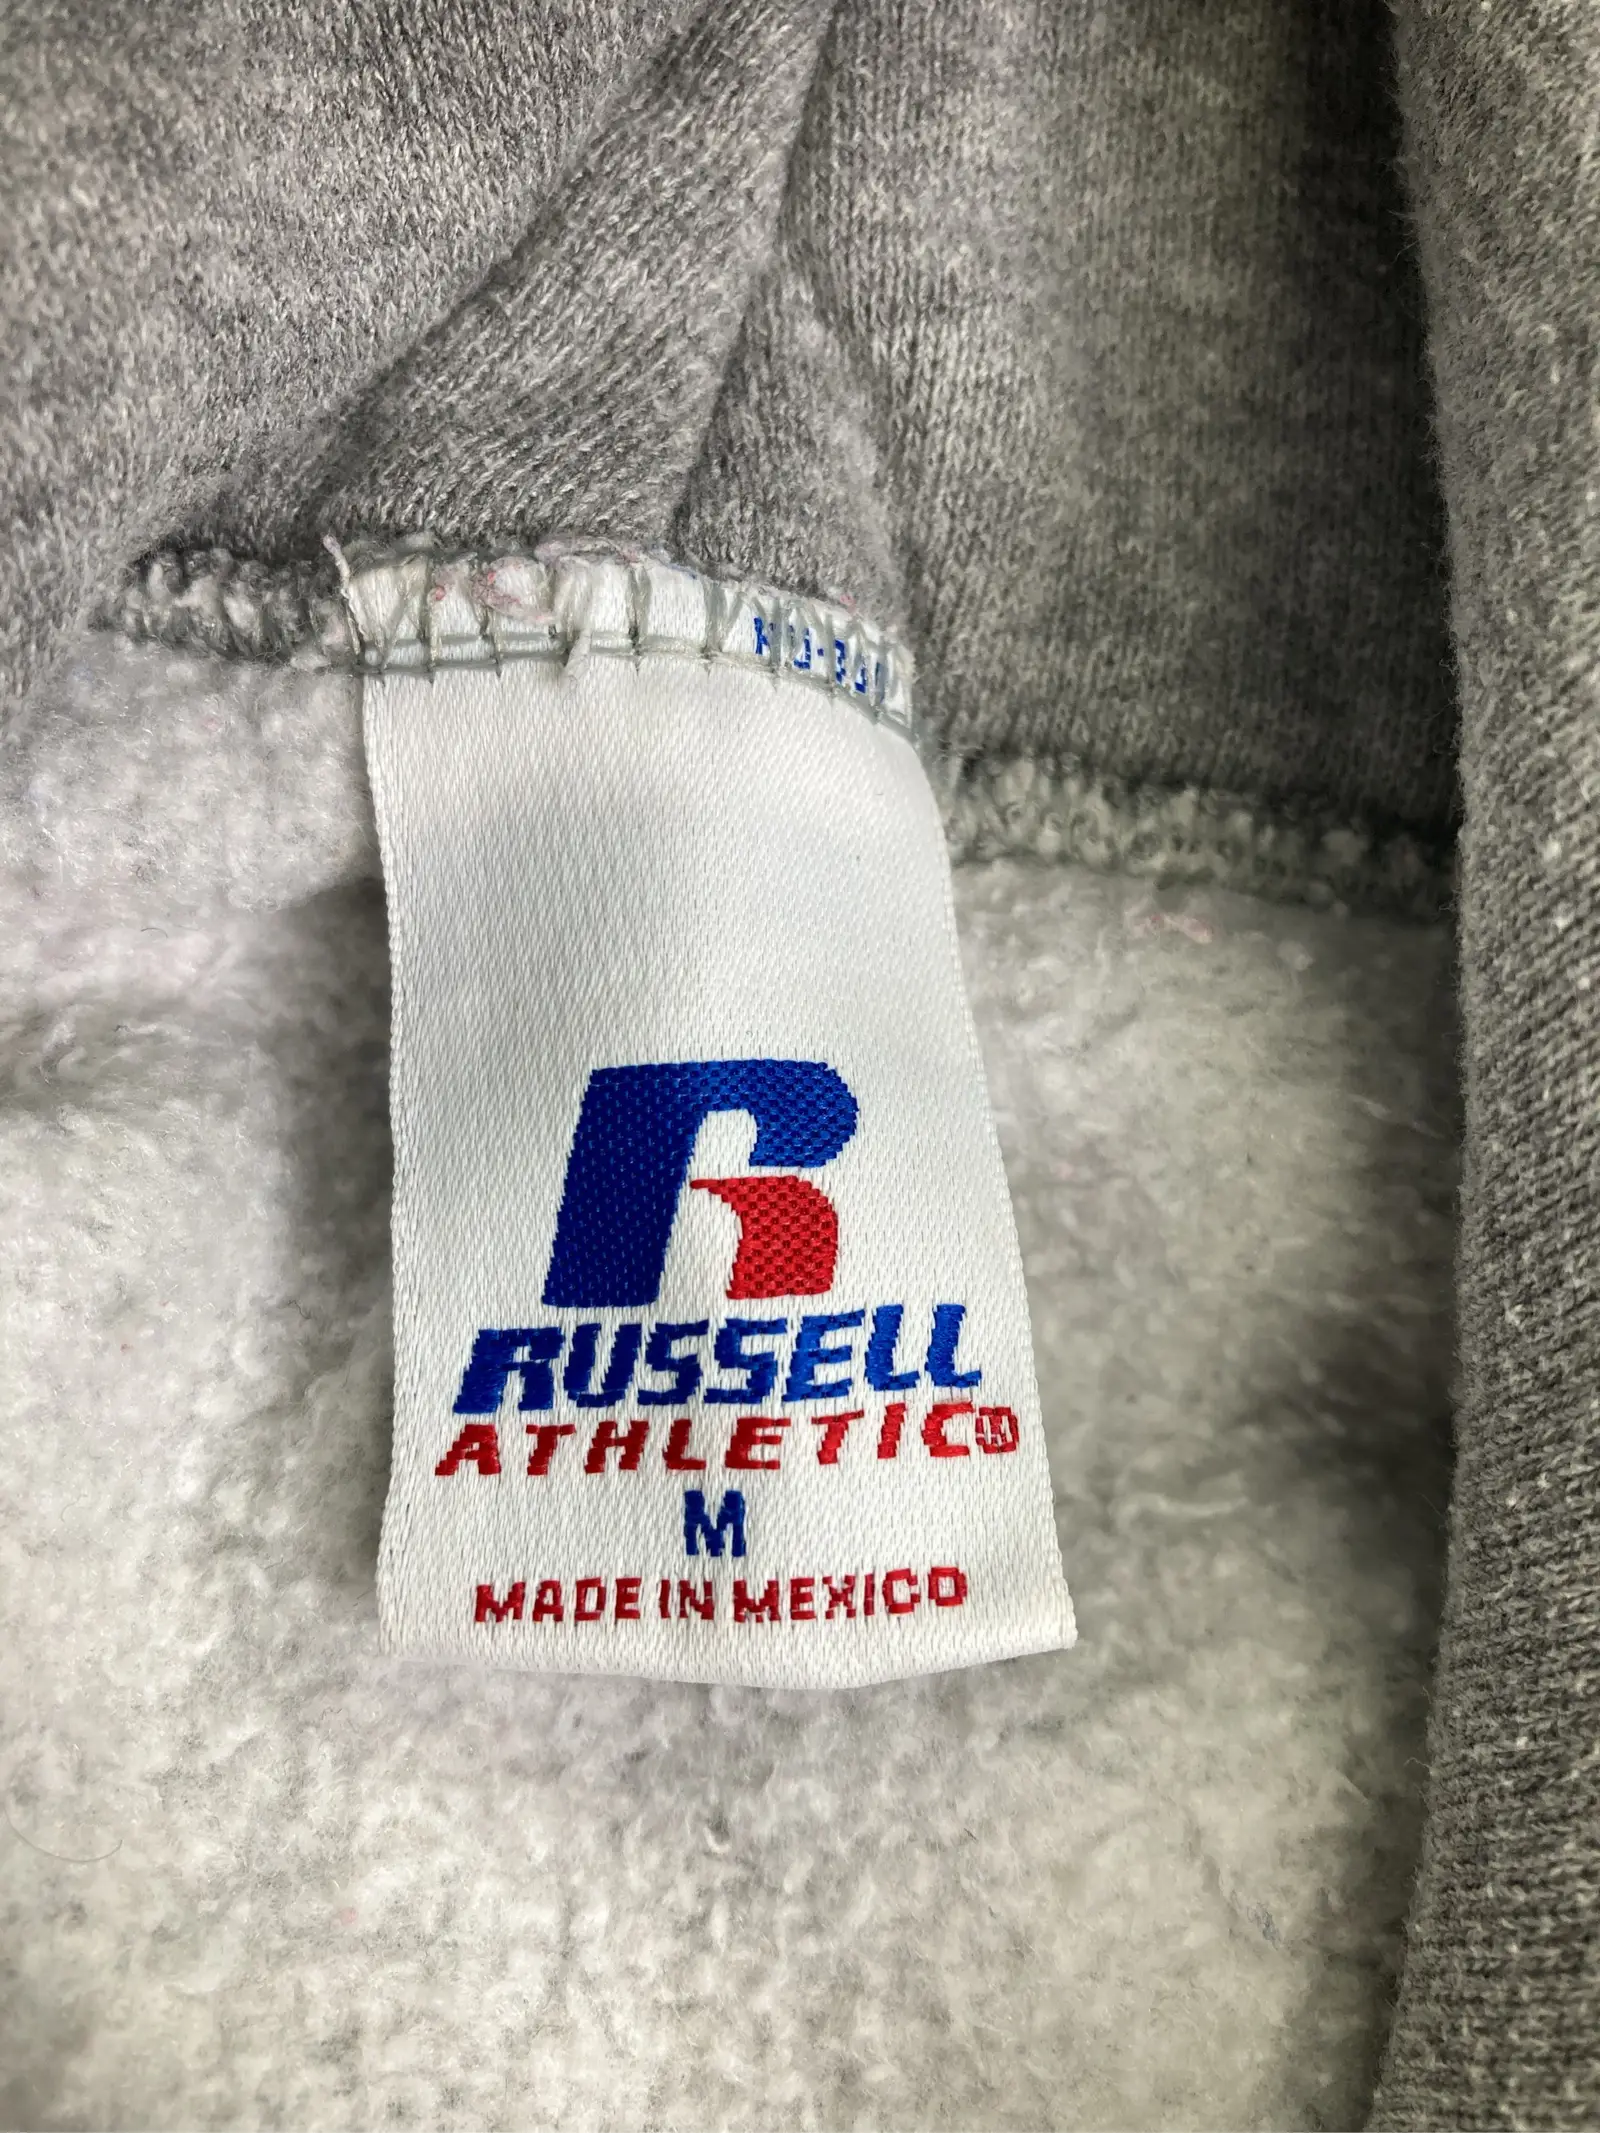 RUSSELL
ATHLETIC
M
MADE IN MEXICO